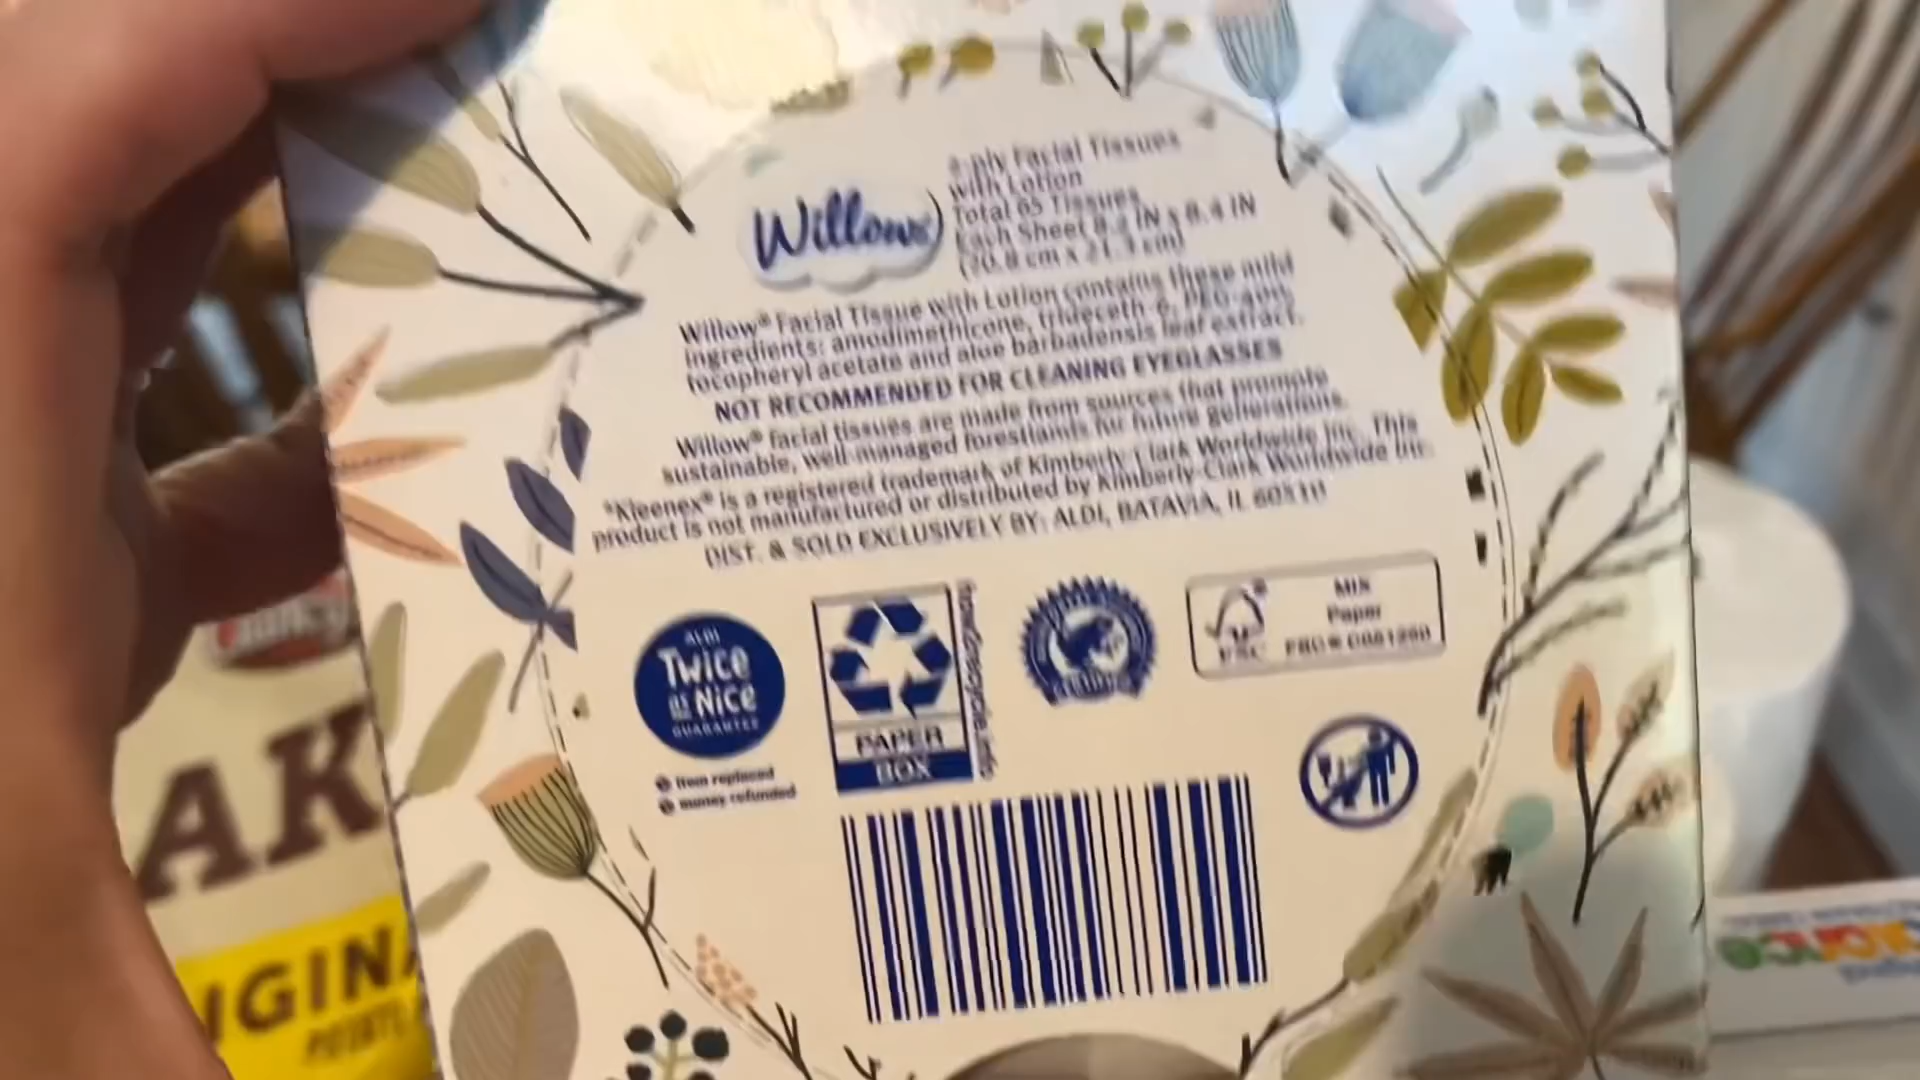 Willow
Facial Tissues
with Lotion
Total 65 Tissues
Each Sheet 8.2 IN x 8.4 IN
(20.8 cm x 21.3 cm)
Willow® Facial Tissue with Lotion contains these mild
ingredients: amodimethicone, trideceth-6,
tocopheryl acetate and aloe barbadensis leaf extract.
NOT RECOMMENDED FOR CLEANING EYEGLASSES
Willow® facial tissues are made from sources that promote
sustainable, well-managed forestlands for future generations.
*Kleenex® is a registered trademark of Kimberly-Clark Worldwide Inc. This
product is not manufactured or distributed by Kimberly-Clark Worldwide Inc.
DIST. & SOLD EXCLUSIVELY BY: ALDI, BATAVIA, IL 60510
ALDI
Twice
as Nice
GUARANTEE
item replaced
money refunded
PAPER
BOX
how2recycle.info
FSC
MIX
Paper
AK
IGINA